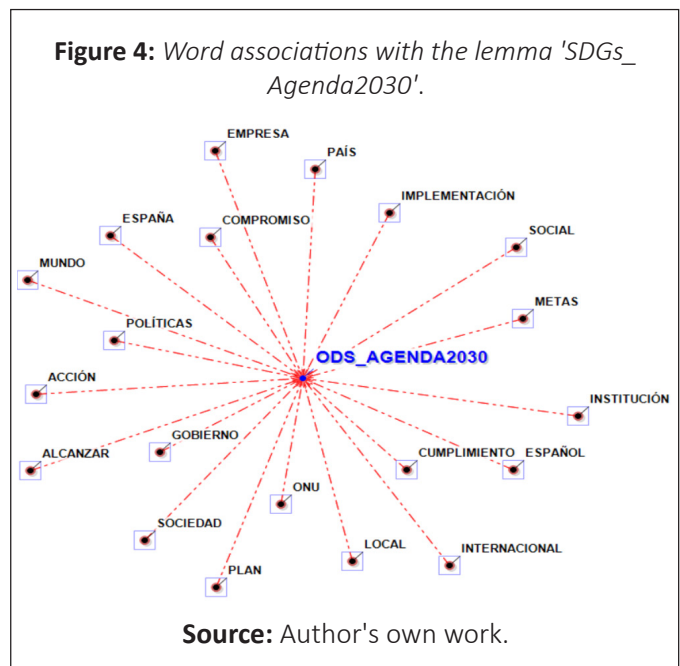 Figure 4: Word associations with the lemma 'SDGs_
Agenda2030'.
EMPRESA
PAÍS
IMPLEMENTACIÓN
ESPAÑA
COMPROMISO
SOCIAL
MUNDO
METAS
POLÍTICAS
ODS_AGENDA2030
ACCIÓN
INSTITUCIÓN
GOBIERNO
ALCANZAR
CUMPLIMIENTO
ESPAÑOL
ONU
SOCIEDAD
LOCAL
INTERNACIONAL
PLAN
Source: Author's own work.